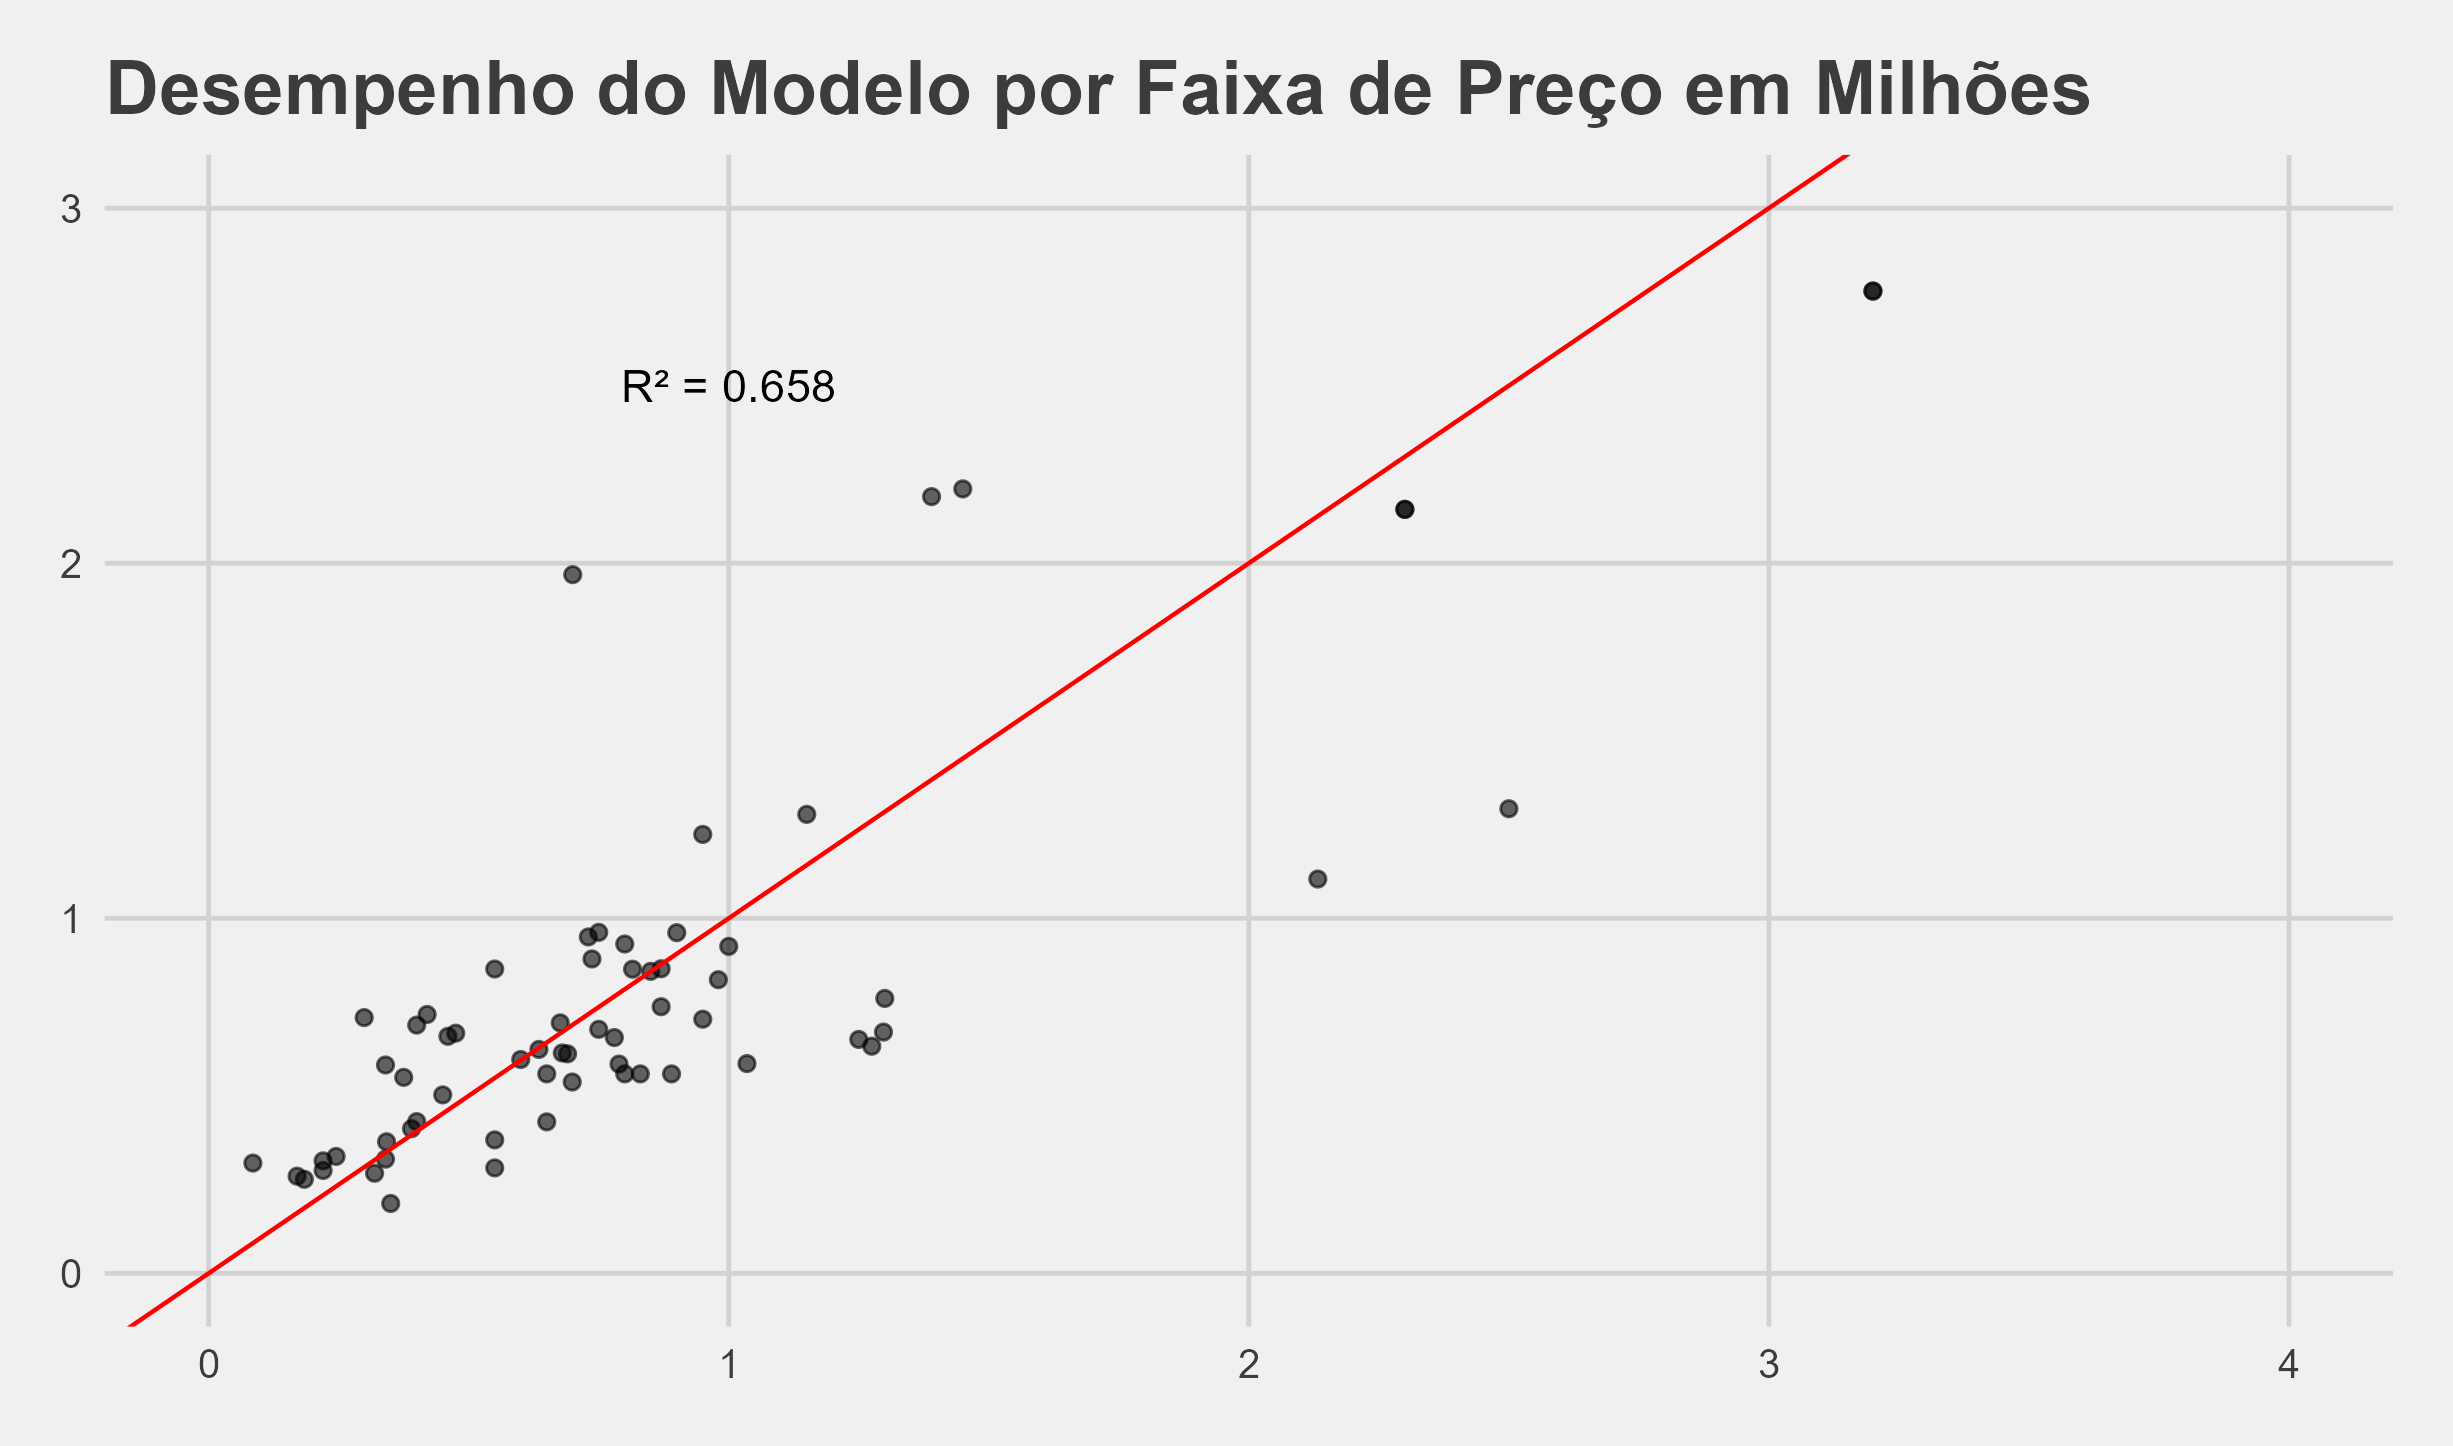 Desempenho do Modelo por Faixa de Preço em Milhões
3
R² = 0.658
2
1
0
0 1 2 3 4